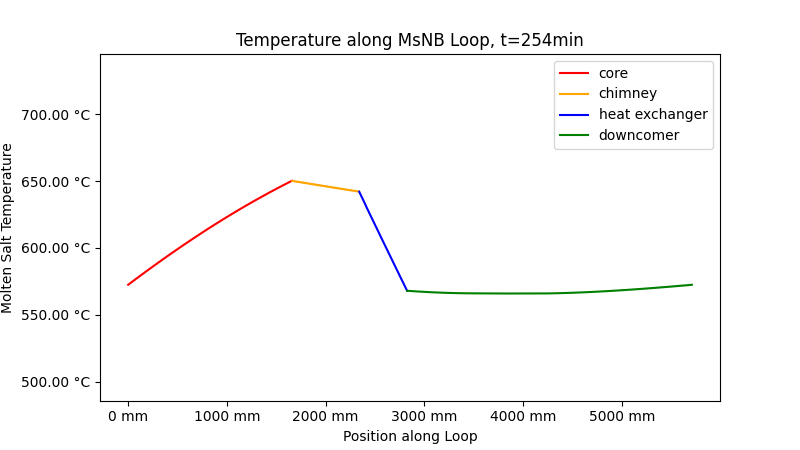 Temperature along MsNB Loop, t=254min
core
chimney
heat exchanger
downcomer
Molten Salt Temperature
700.00 °C
650.00 °C
600.00 °C
550.00 °C
500.00 °C
0 mm
1000 mm
2000 mm
3000 mm
4000 mm
5000 mm
Position along Loop